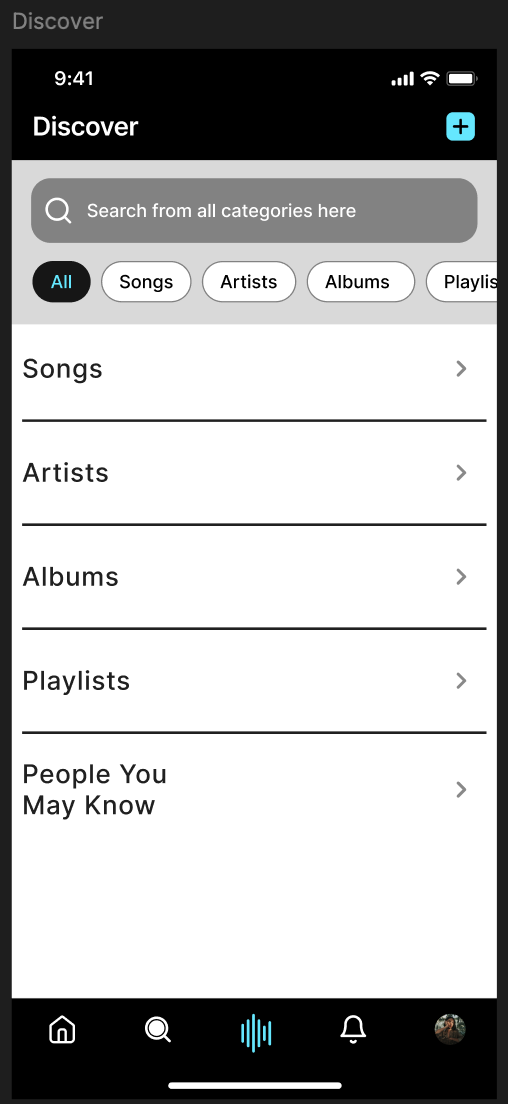 Discover
9:41
Discover
Search from all categories here
All
Songs
Artists
Albums
Playlis
Songs
Artists
Albums
Playlists
People You
May Know